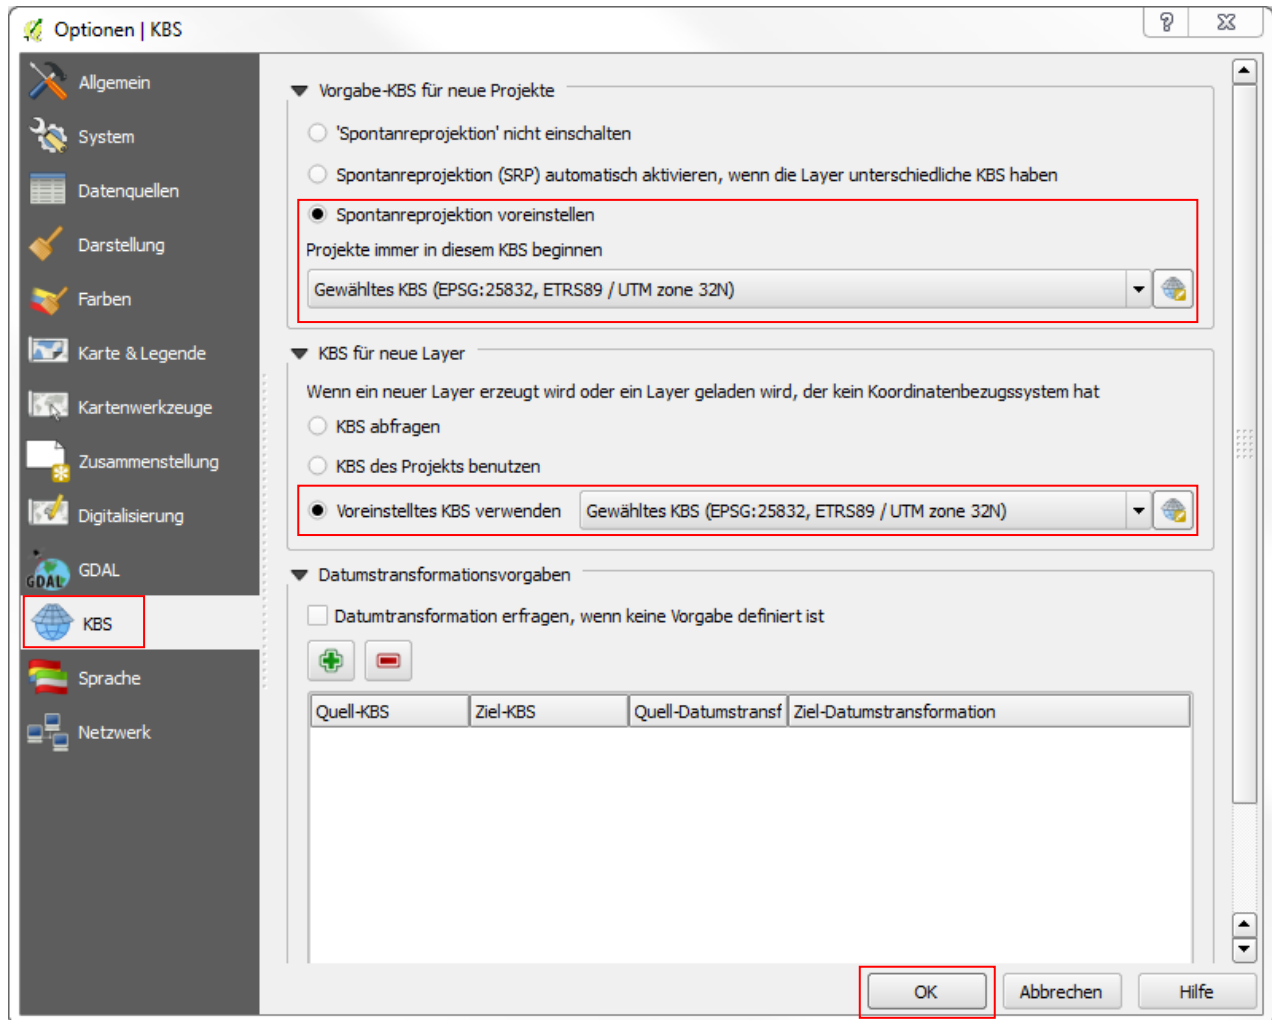 Optionen | KBS
Allgemein
System
Datenquellen
Darstellung
Farben
Karte & Legende
Kartenwerkzeuge
Zusammenstellung
Digitalisierung
GDAL
GDAL
KBS
Sprache
Netzwerk
Vorgabe-KBS für neue Projekte
'Spontanreprojektion' nicht einschalten
Spontanreprojektion (SRP) automatisch aktivieren, wenn die Layer unterschiedliche KBS haben
Spontanreprojektion voreinstellen
Projekte immer in diesem KBS beginnen
Gewähltes KBS (EPSG:25832, ETRS89 / UTM zone 32N)
KBS für neue Layer
Wenn ein neuer Layer erzeugt wird oder ein Layer geladen wird, der kein Koordinatenbezugssystem hat
KBS abfragen
KBS des Projekts benutzen
Voreinstelltes KBS verwenden Gewähltes KBS (EPSG:25832, ETRS89 / UTM zone 32N)
Datumstransformationsvorgaben
Datumtransformation erfragen, wenn keine Vorgabe definiert ist
Quell-KBS Ziel-KBS Quell-Datumstransf Ziel-Datumstransformation
OK Abbrechen Hilfe